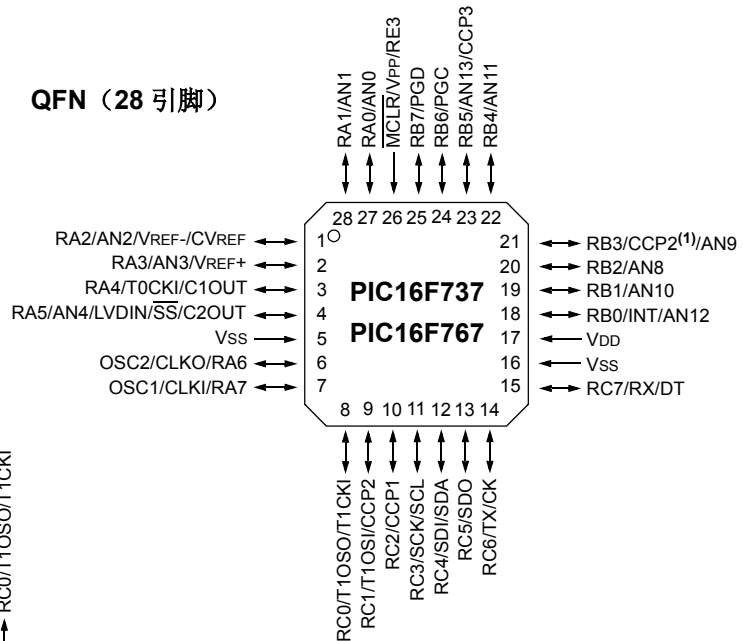 QFN（28 引脚）
RA1/AN1
RA0/AN0
MCLR/VPP/RE3
RB7/PGD
RB6/PGC
RB5/AN13/CCP3
RB4/AN11
28 27 26 25 24 23 22
RA2/AN2/VREF-/CVREF 1
RA3/AN3/VREF+ 2
RA4/T0CKI/C1OUT 3
RA5/AN4/LVDIN/SS/C2OUT 4
VSS 5
OSC2/CLKO/RA6 6
OSC1/CLKI/RA7 7
PIC16F737
PIC16F767
21 RB3/CCP2(1)/AN9
20 RB2/AN8
19 RB1/AN10
18 RB0/INT/AN12
17 VDD
16 VSS
15 RC7/RX/DT
8 9 10 11 12 13 14
RC0/T1OSO/T1CKI
RC1/T1OSI/CCP2
RC2/CCP1
RC3/SCK/SCL
RC4/SDI/SDA
RC5/SDO
RC6/TX/CK
RC0/T1OSO/T1CKI